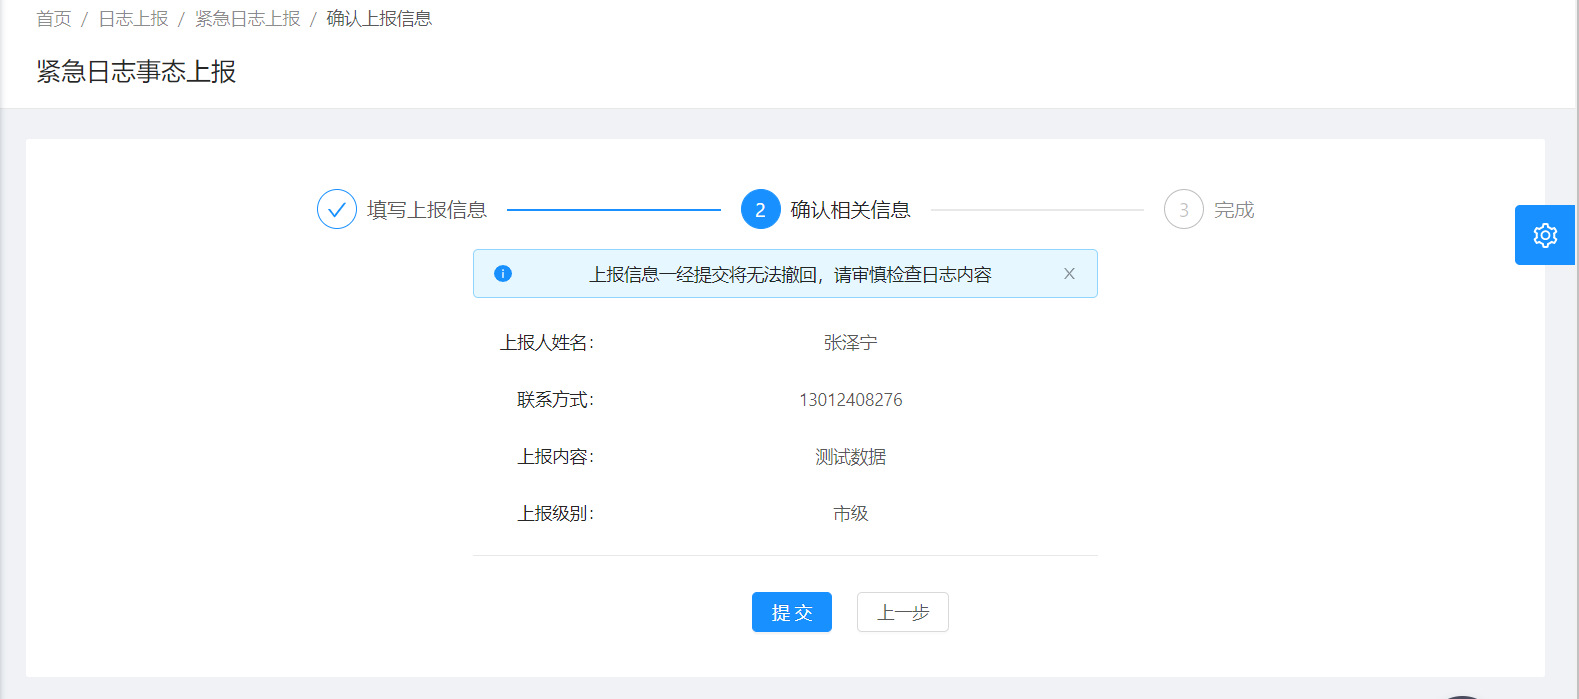 首页 / 日志上报 / 紧急日志上报 / 确认上报信息
紧急日志事态上报
填写上报信息 2 确认相关信息 3 完成
上报信息一经提交将无法撤回，请审慎检查日志内容
上报人姓名： 张泽宁
联系方式： 13012408276
上报内容： 测试数据
上报级别： 市级
提 交 上一步